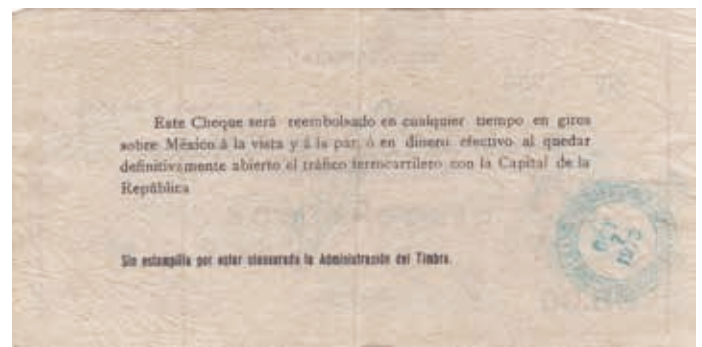 Este Cheque será reembolsado en cualquier tiempo en giros
sobre México á la vista y á la par, ó en dinero efectivo al quedar
definitivamente abierto el tráfico ferrocarrilero con la Capital de la
República
Sin estampilla por estar clausurada la Administración del Timbre.